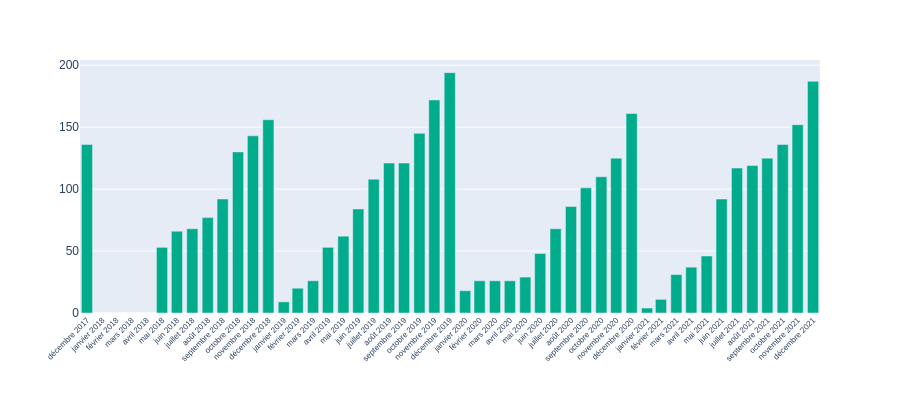 200
150
100
50
0
décembre 2017
janvier 2018
février 2018
mars 2018
avril 2018
mai 2018
juin 2018
juillet 2018
août 2018
septembre 2018
octobre 2018
novembre 2018
décembre 2018
janvier 2019
février 2019
mars 2019
avril 2019
mai 2019
juin 2019
juillet 2019
août 2019
septembre 2019
octobre 2019
novembre 2019
décembre 2019
janvier 2020
février 2020
mars 2020
avril 2020
mai 2020
juin 2020
juillet 2020
août 2020
septembre 2020
octobre 2020
novembre 2020
décembre 2020
janvier 2021
février 2021
mars 2021
avril 2021
mai 2021
juin 2021
juillet 2021
août 2021
septembre 2021
octobre 2021
novembre 2021
décembre 2021